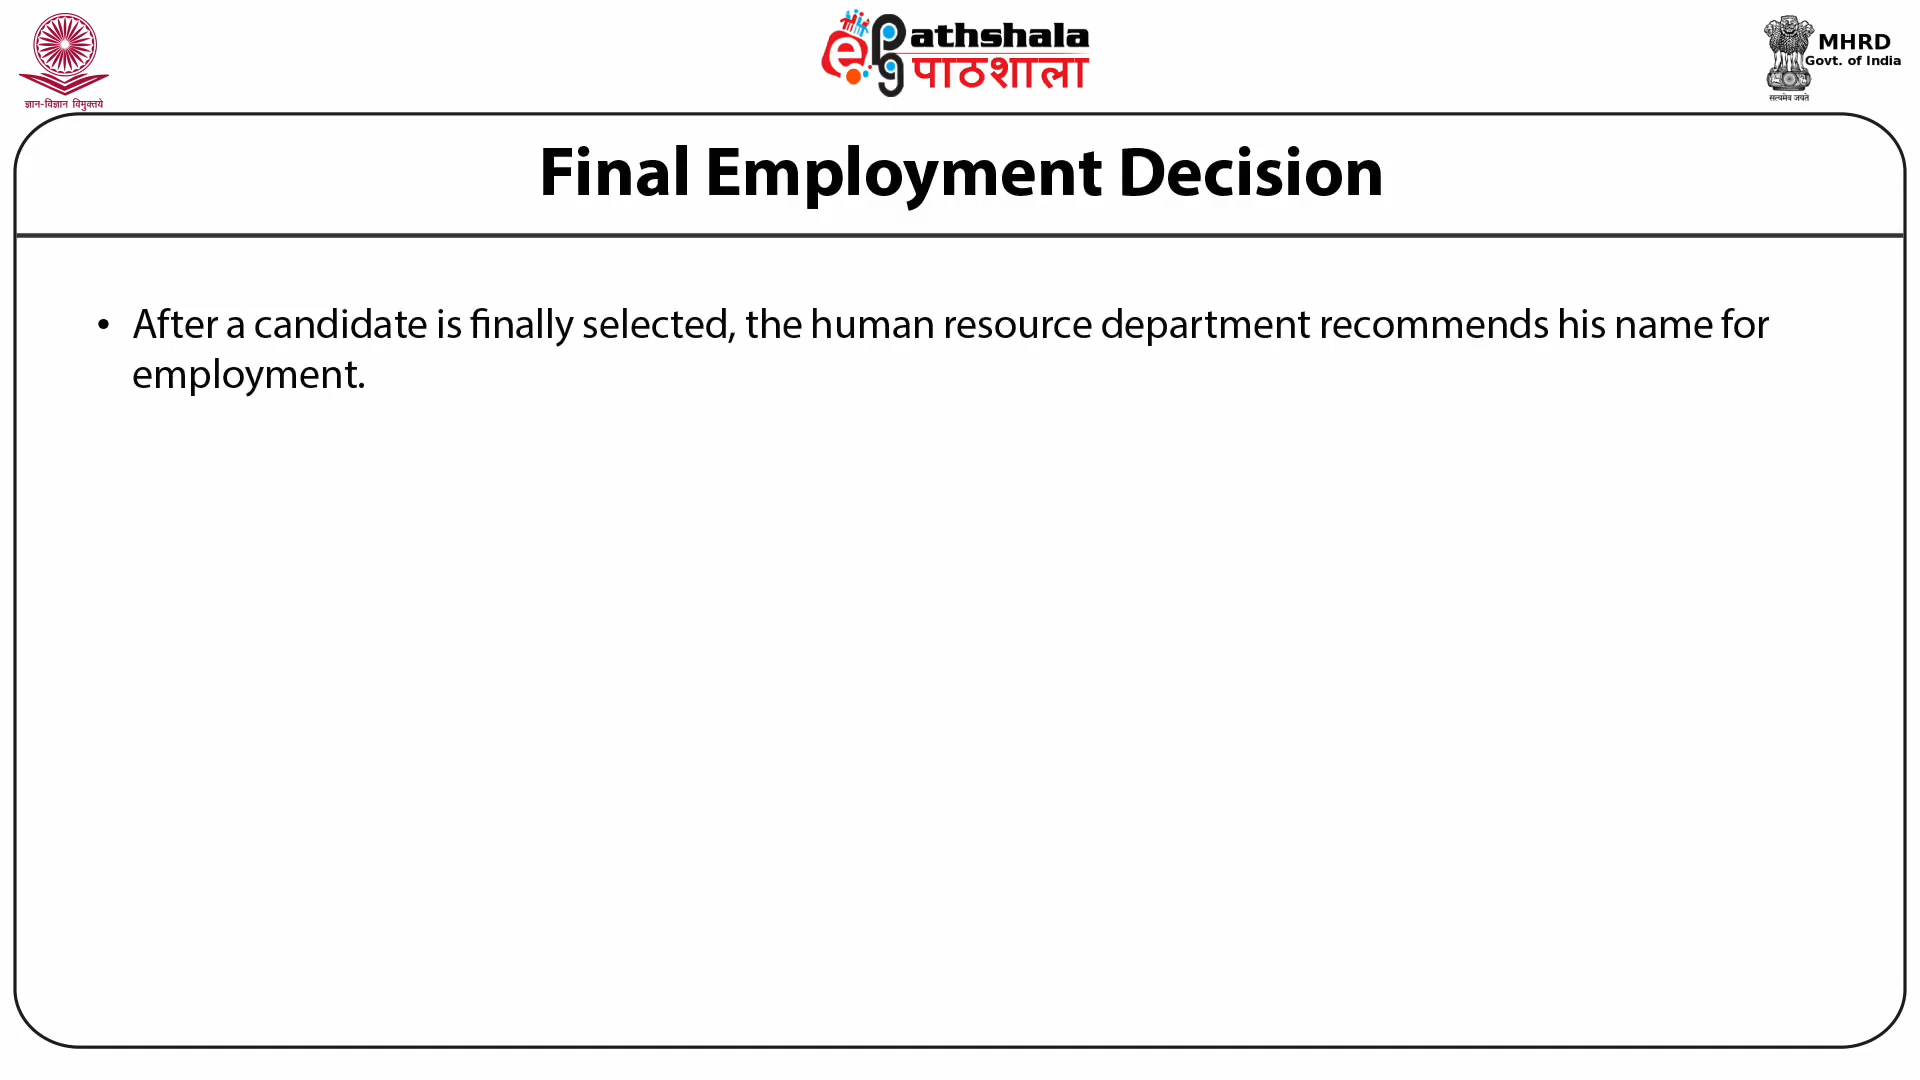 ज्ञान-विज्ञान विमुक्तये
ePathshala
पाठशाला
MHRD
Govt. of India
सत्यमेव जयते
Final Employment Decision
• After a candidate is finally selected, the human resource department recommends his name for
employment.